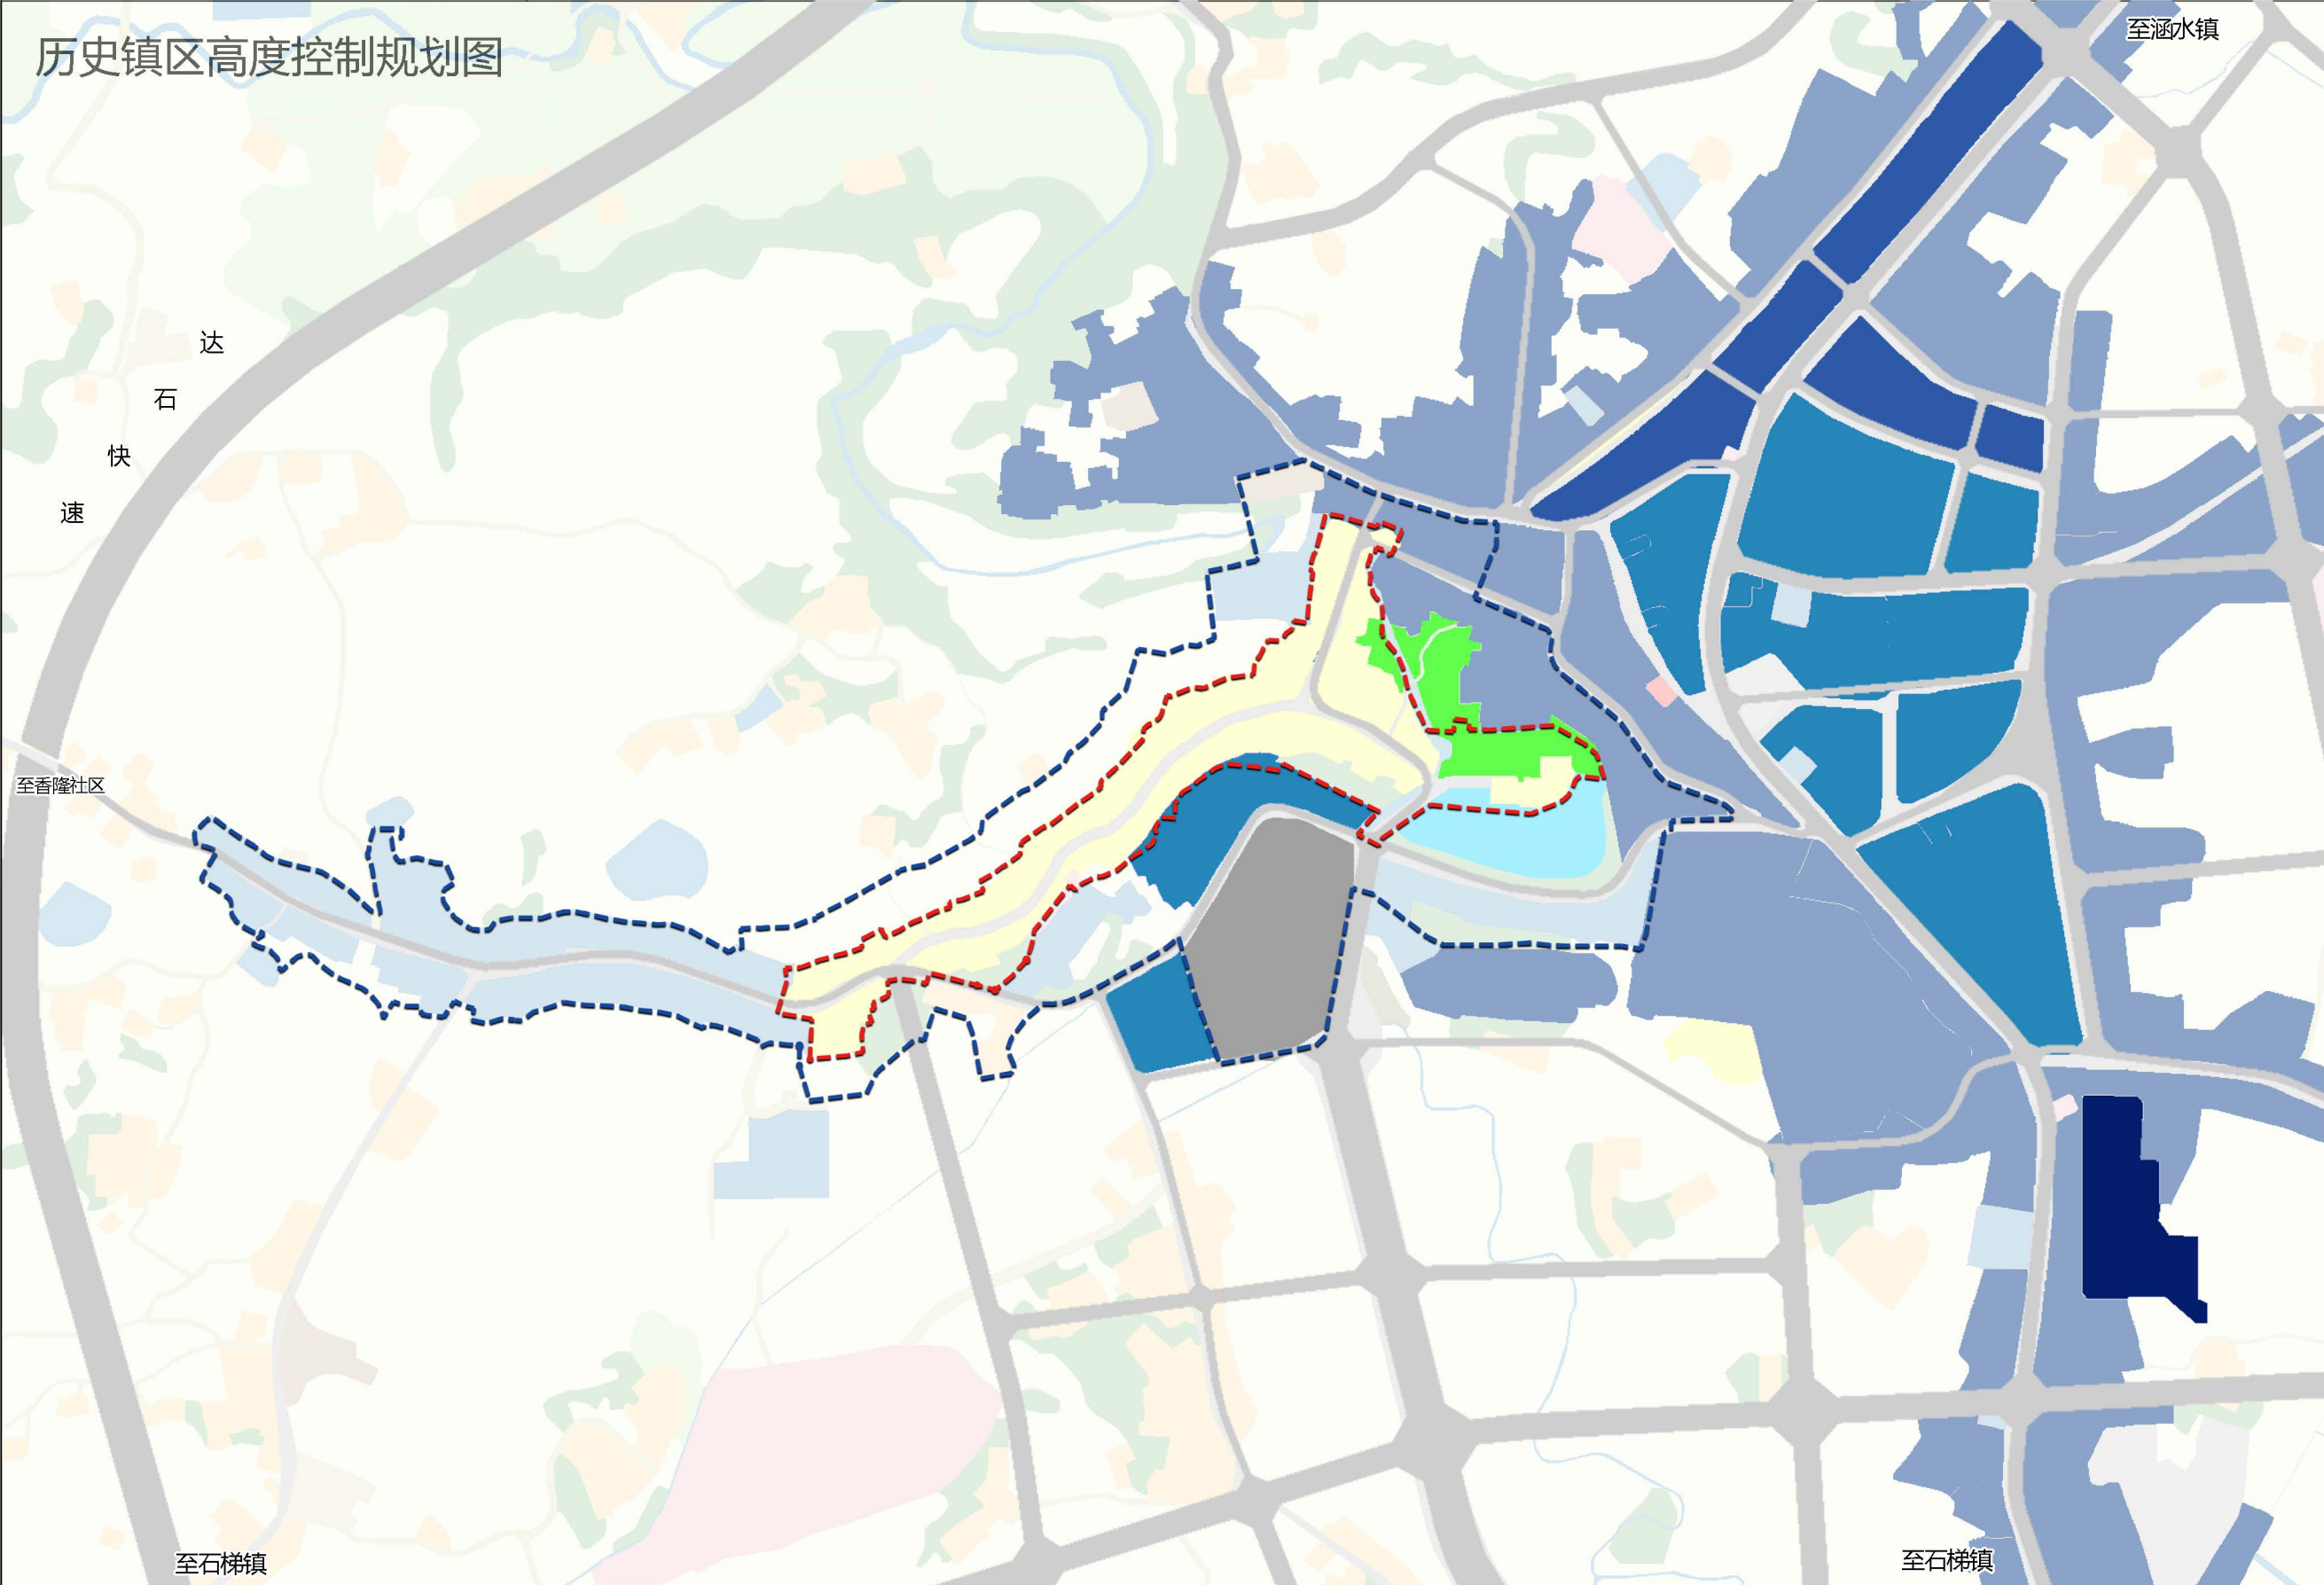 历史镇区高度控制规划图
至涵水镇
达
石
快
速
至香隆社区
至石梯镇
至石梯镇